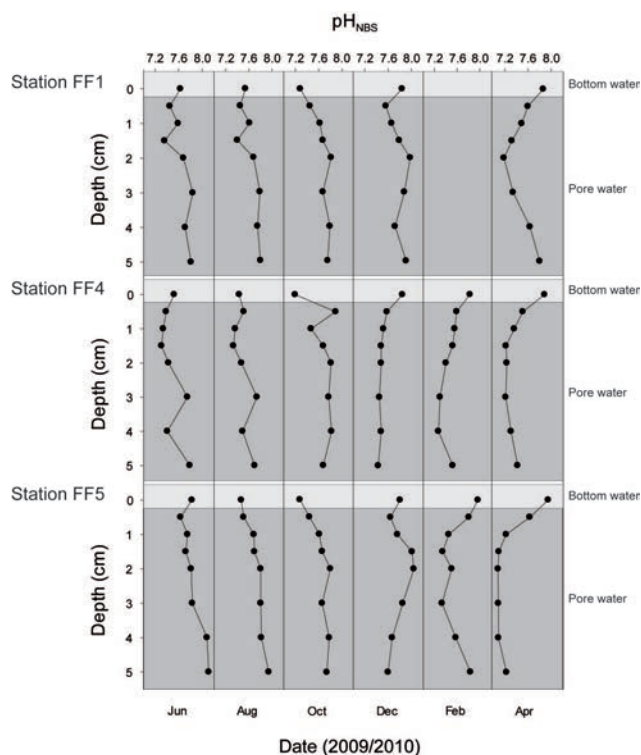 pHNBS
7.2 7.6 8.0 7.2 7.6 8.0 7.2 7.6 8.0 7.2 7.6 8.0 7.2 7.6 8.0 7.2 7.6 8.0
Station FF1
0
Bottom water
1
2
3
Pore water
4
5
Depth (cm)
Station FF4
0
Bottom water
1
2
3
Pore water
4
5
Depth (cm)
Station FF5
0
Bottom water
1
2
3
Pore water
4
5
Depth (cm)
Jun Aug Oct Dec Feb Apr
Date (2009/2010)